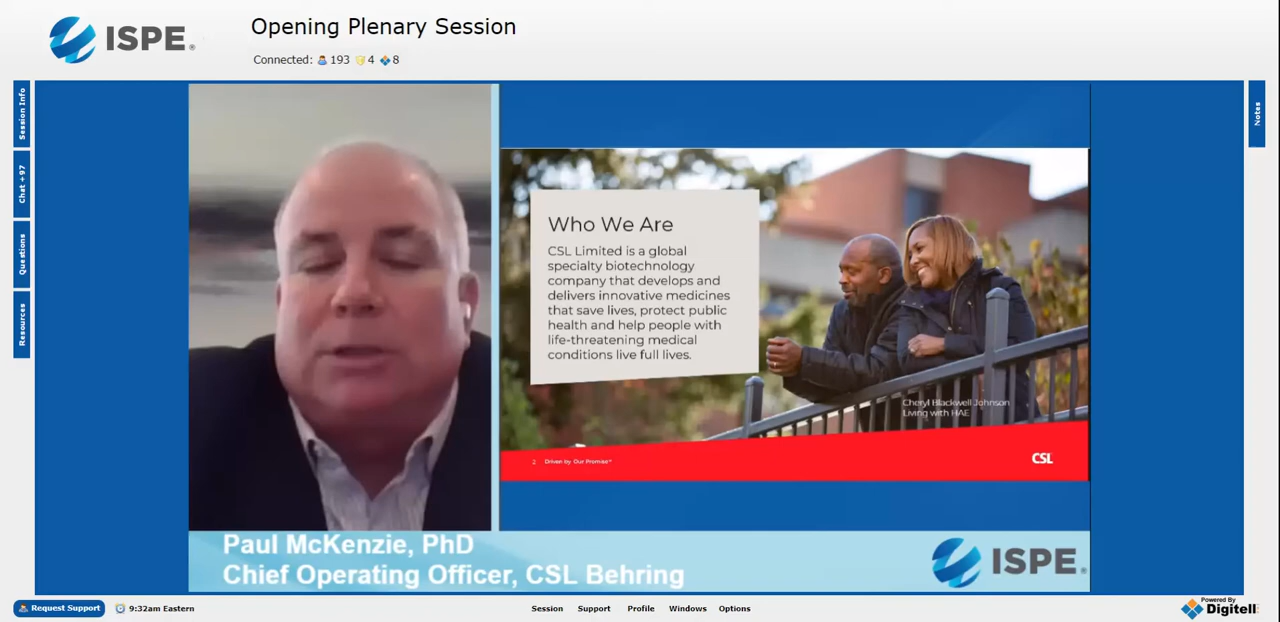 ISPE®
Opening Plenary Session
Connected: 193 4 8
Session Info
Chat +97
Questions
Resources
Notes
Who We Are
CSL Limited is a global
specialty biotechnology
company that develops and
delivers innovative medicines
that save lives, protect public
health and help people with
life-threatening medical
conditions live full lives.
Cheryl Blackwell Johnson
Living with HAE
2 Driven by Our Promise™
CSL
Paul McKenzie, PhD
Chief Operating Officer, CSL Behring
ISPE®
Request Support
9:32am Eastern
Session
Support
Profile
Windows
Options
Powered By
Digitell